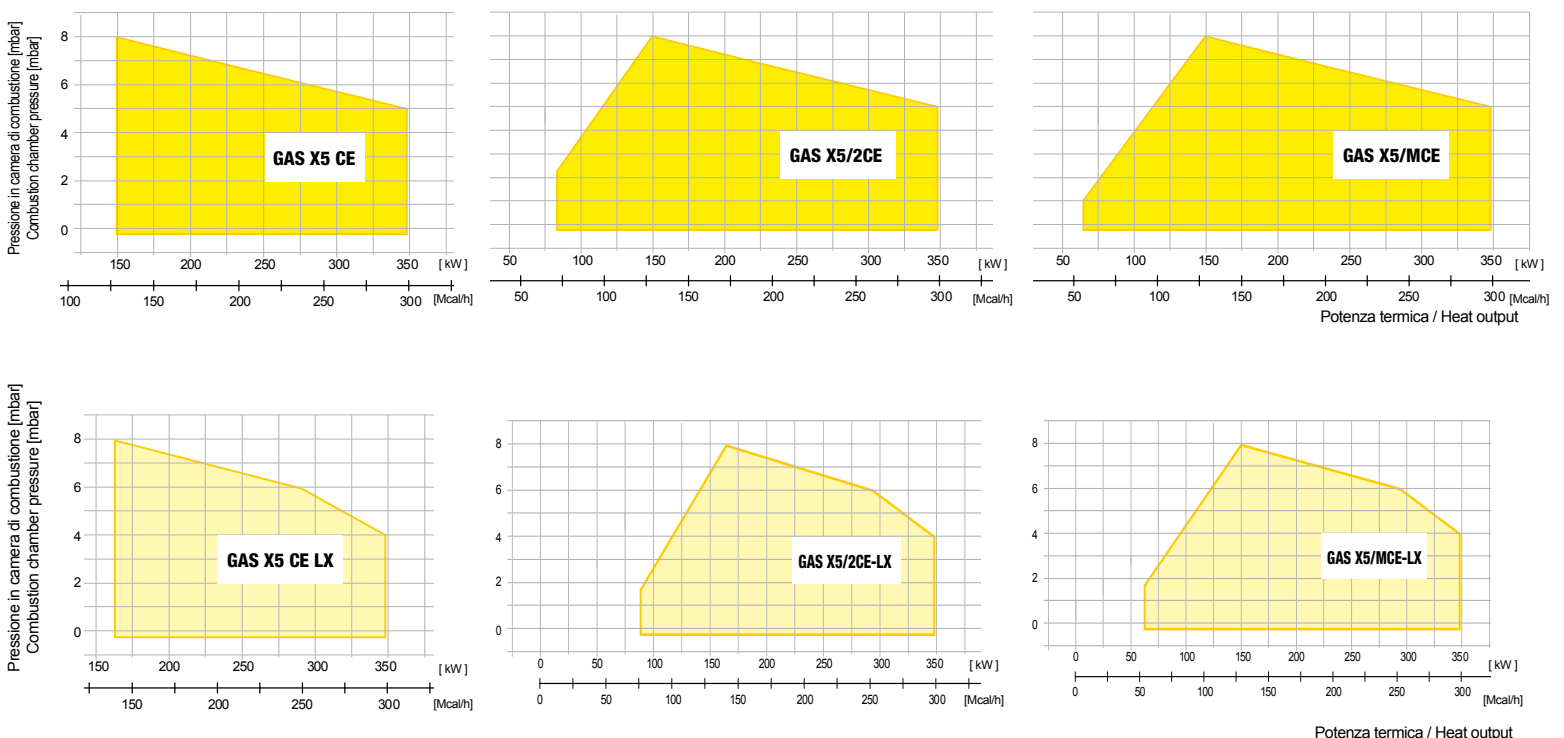 Pressione in camera di combustione [mbar]
Combustion chamber pressure [mbar]
8
6
4
2
0
GAS X5 CE
150 200 250 300 350 [ kW ]
100 150 200 250 300 [Mcal/h]
GAS X5/2CE
50 100 150 200 250 300 350 [ kW ]
50 100 150 200 250 300 [Mcal/h]
GAS X5/MCE
50 100 150 200 250 300 350 [ kW ]
50 100 150 200 250 300 [Mcal/h]
Potenza termica / Heat output
Pressione in camera di combustione [mbar]
Combustion chamber pressure [mbar]
8
6
4
2
0
GAS X5 CE LX
150 200 250 300 350 [ kW ]
150 200 250 300 [Mcal/h]
8
6
4
2
0
GAS X5/2CE-LX
0 50 100 150 200 250 300 350 [ kW ]
0 50 100 150 200 250 300 [Mcal/h]
8
6
4
2
0
GAS X5/MCE-LX
0 50 100 150 200 250 300 350 [ kW ]
0 50 100 150 200 250 300 [Mcal/h]
Potenza termica / Heat output